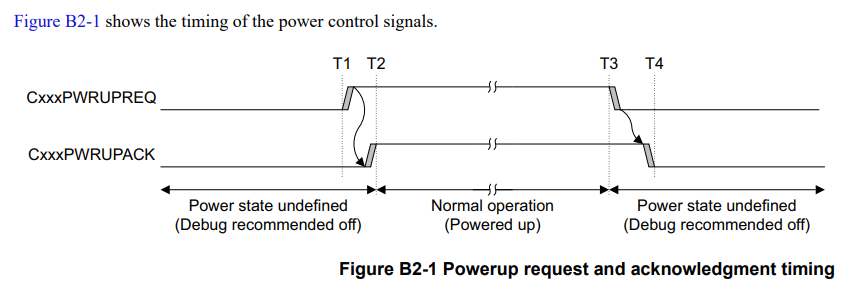 Figure B2-1 shows the timing of the power control signals.
T1 T2 T3 T4
CxxxPWRUPREQ
CxxxPWRUPACK
Power state undefined Normal operation Power state undefined
(Debug recommended off) (Powered up) (Debug recommended off)
Figure B2-1 Powerup request and acknowledgment timing